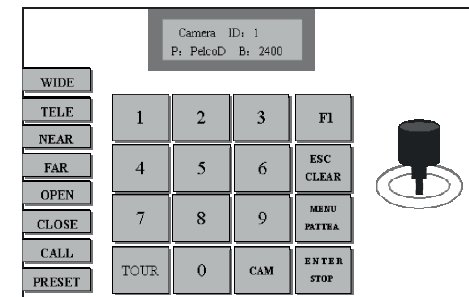 Camera ID: 1
P: PelcoD B: 2400
WIDE
TELE
NEAR
FAR
OPEN
CLOSE
CALL
PRESET
1 2 3 F1
4 5 6 ESC CLEAR
7 8 9 MENU PATTEA
TOUR 0 CAM ENTER STOP